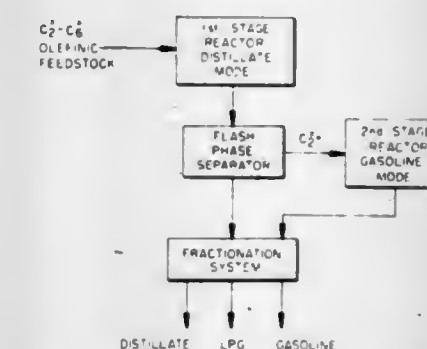 C₂⁼-C₆⁼
OLEFINIC
FEEDSTOCK
1st STAGE
REACTOR
DISTILLATE
MODE
FLASH
PHASE
SEPARATOR
C₂⁼⁺
2nd STAGE
REACTOR
GASOLINE
MODE
FRACTIONATION
SYSTEM
DISTILLATE LPG GASOLINE